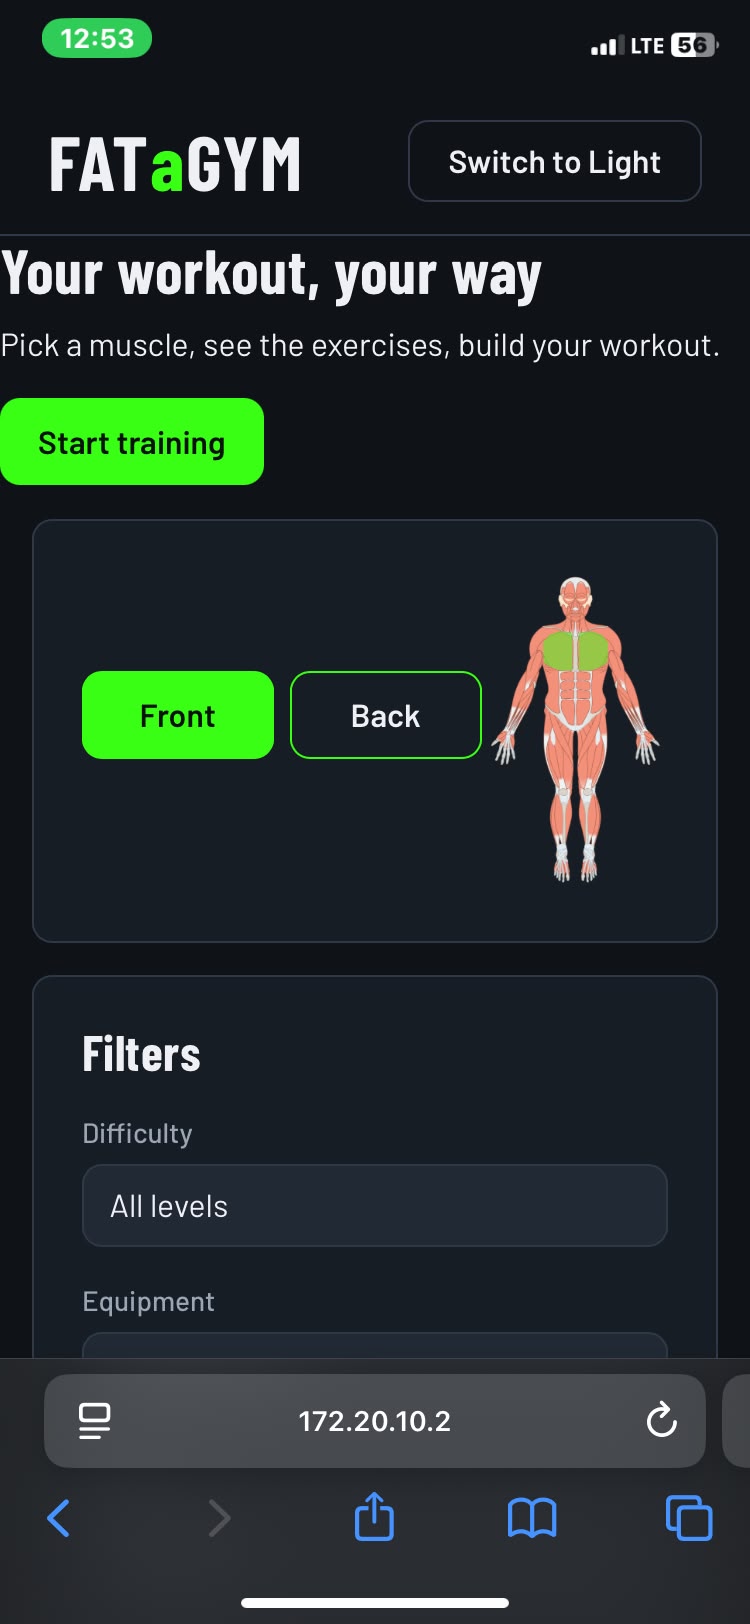 12:53
LTE 56
FATaGYM
Switch to Light
Your workout, your way
Pick a muscle, see the exercises, build your workout.
Start training
Front
Back
Filters
Difficulty
All levels
Equipment
172.20.10.2